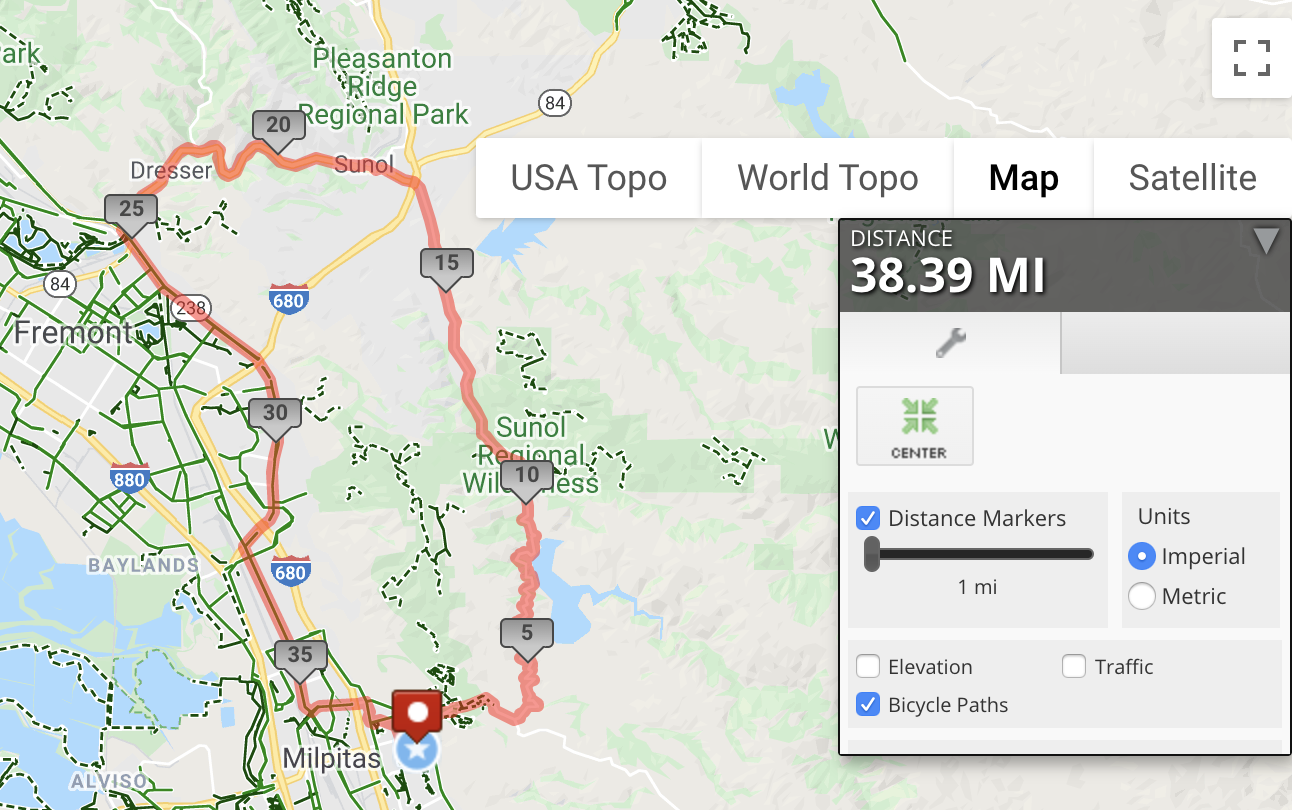 ark
Pleasanton
Ridge
Regional Park
84
20
Dresser
Sunol
USA Topo
World Topo
Map
Satellite
25
15
DISTANCE
38.39 MI
84
238
680
Fremont
30
Sunol
Regional
Wilderness
10
W
CENTER
880
Distance Markers
1 mi
Units
Imperial
Metric
BAYLANDS
680
5
35
Elevation
Traffic
Bicycle Paths
Milpitas
ALVISO